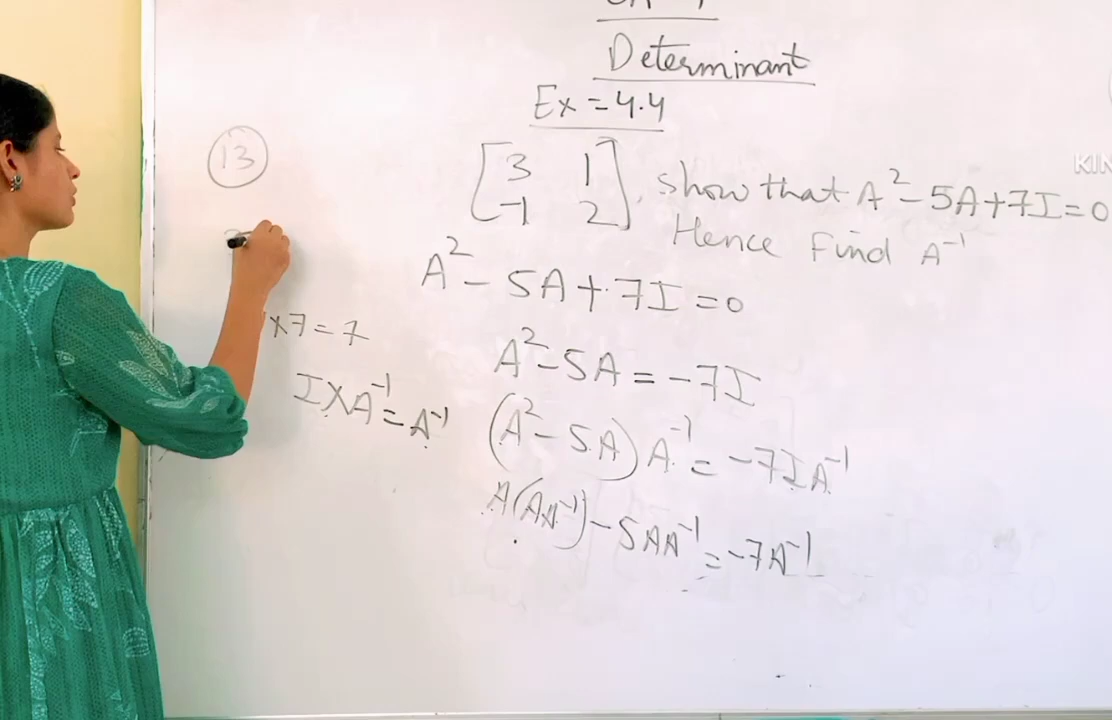 Determinant
Ex = 4.4
13
[3 1
-1 2], show that A² - 5A + 7I = 0
Hence Find A⁻¹
A² - 5A + 7I = 0
x7 = 7
A² - 5A = -7I
I x A⁻¹ = A⁻¹
(A² - 5A) A⁻¹ = -7IA⁻¹
A(AA⁻¹) - 5AA⁻¹ = -7A⁻¹